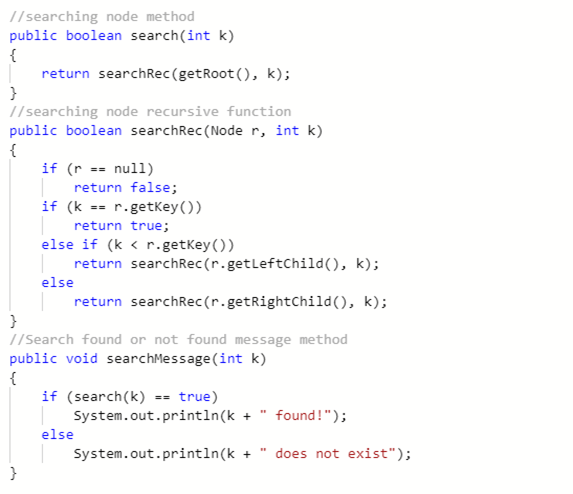 //searching node method
public boolean search(int k)
{
    return searchRec(getRoot(), k);
}
//searching node recursive function
public boolean searchRec(Node r, int k)
{
    if (r == null)
        return false;
    if (k == r.getKey())
        return true;
    else if (k < r.getKey())
        return searchRec(r.getLeftChild(), k);
    else
        return searchRec(r.getRightChild(), k);
}
//Search found or not found message method
public void searchMessage(int k)
{
    if (search(k) == true)
        System.out.println(k + " found!");
    else
        System.out.println(k + " does not exist");
}